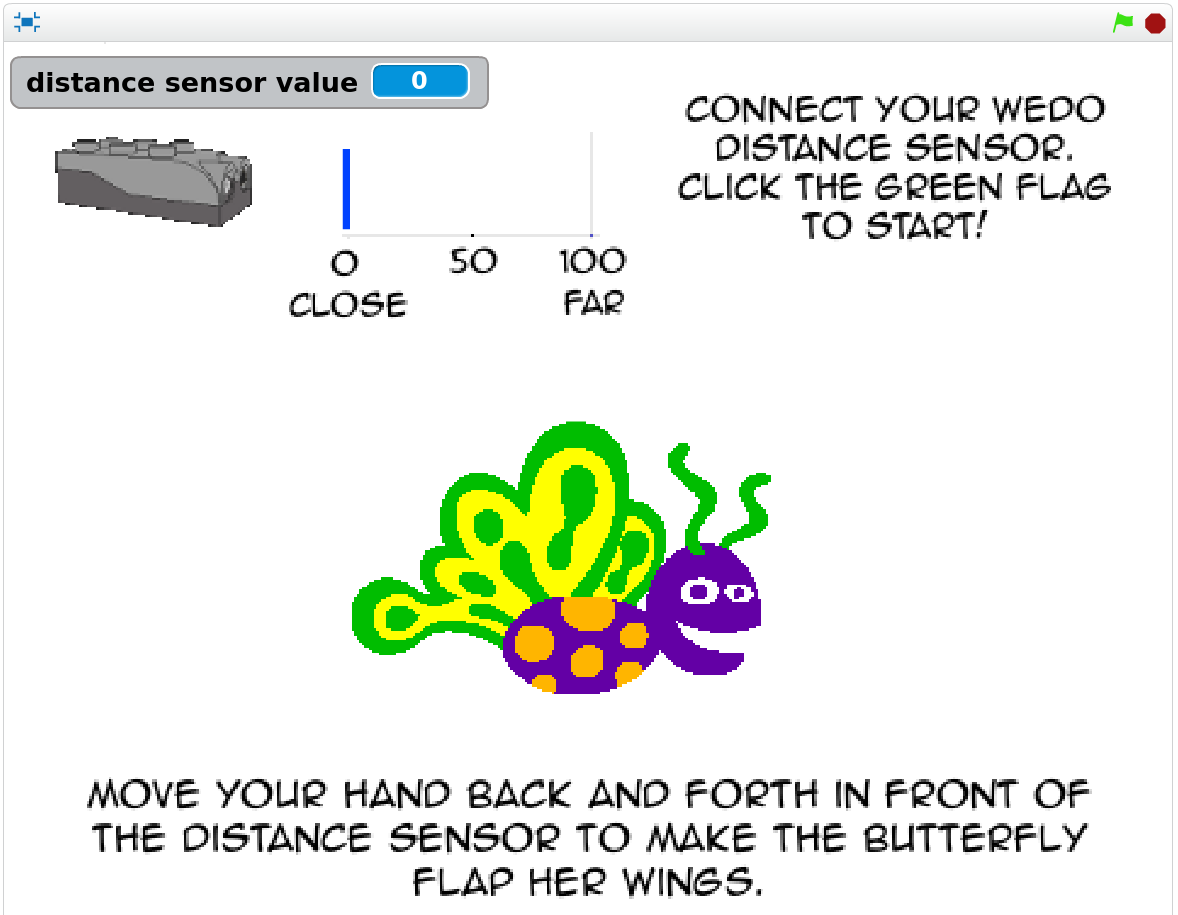 distance sensor value 0
CONNECT YOUR WEDO
DISTANCE SENSOR.
CLICK THE GREEN FLAG
TO START!
0 50 100
CLOSE FAR
MOVE YOUR HAND BACK AND FORTH IN FRONT OF
THE DISTANCE SENSOR TO MAKE THE BUTTERFLY
FLAP HER WINGS.